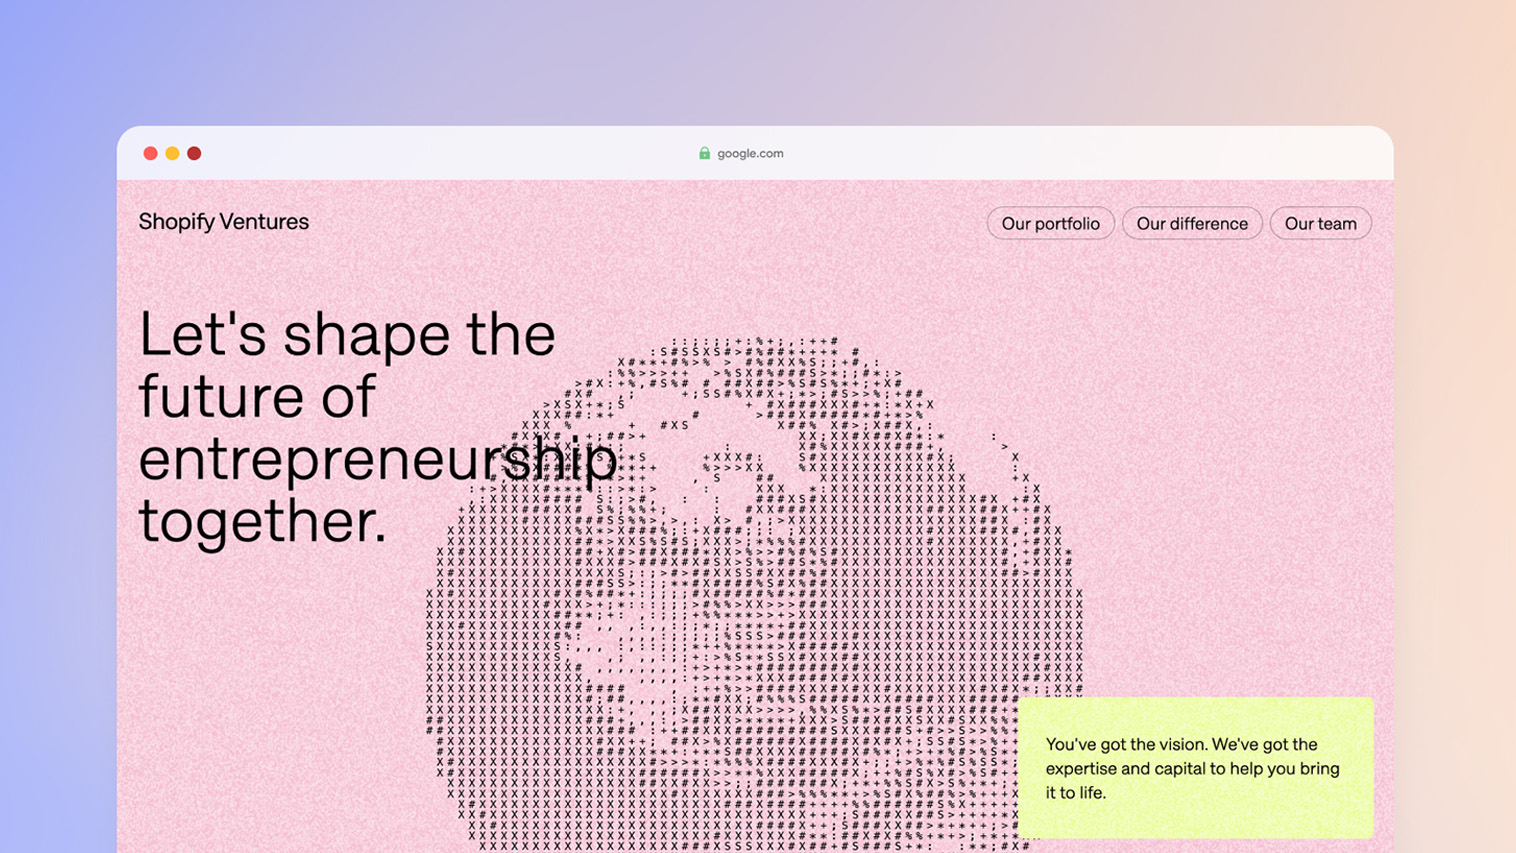 google.com
Shopify Ventures
Our portfolio
Our difference
Our team
Let's shape the
future of
entrepreneurship
together.
You've got the vision. We've got the
expertise and capital to help you bring
it to life.